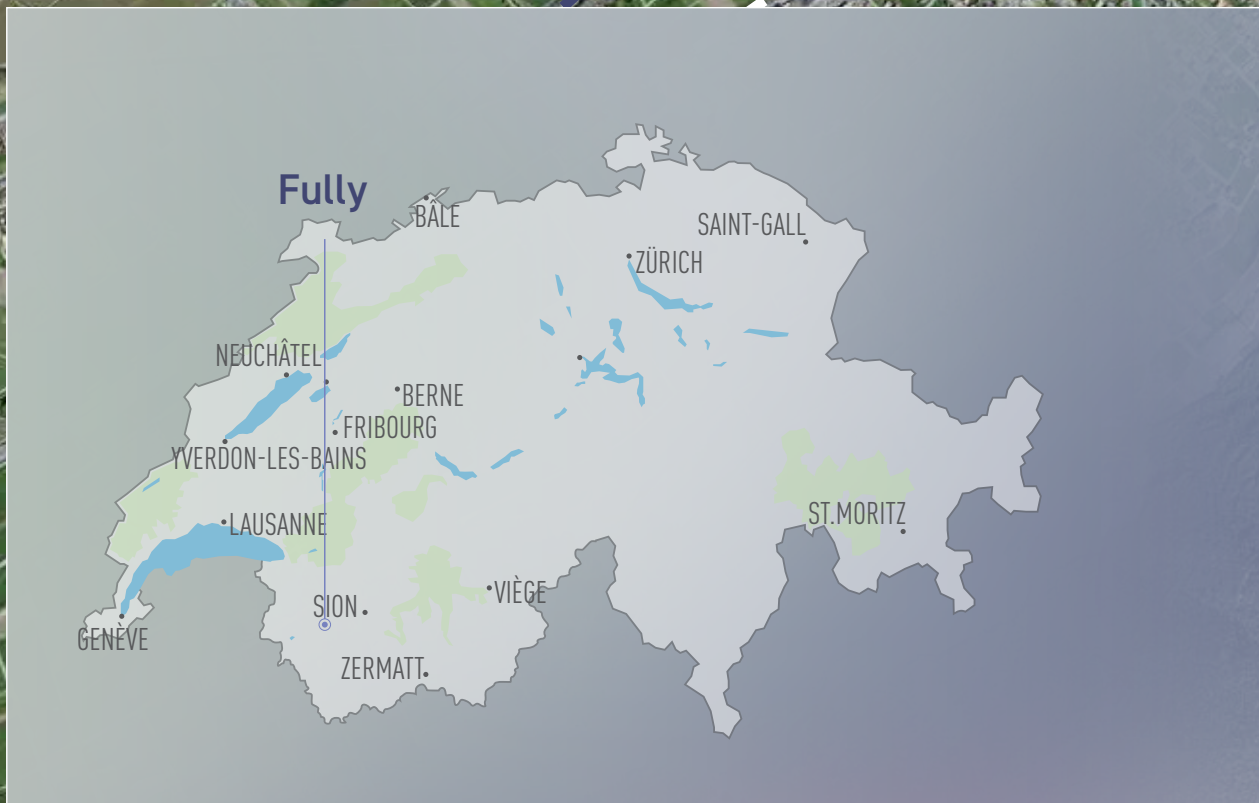 Fully
BÂLE
SAINT-GALL
ZÜRICH
NEUCHÂTEL
BERNE
FRIBOURG
YVERDON-LES-BAINS
ST.MORITZ
LAUSANNE
VIÈGE
SION
GENÈVE
ZERMATT